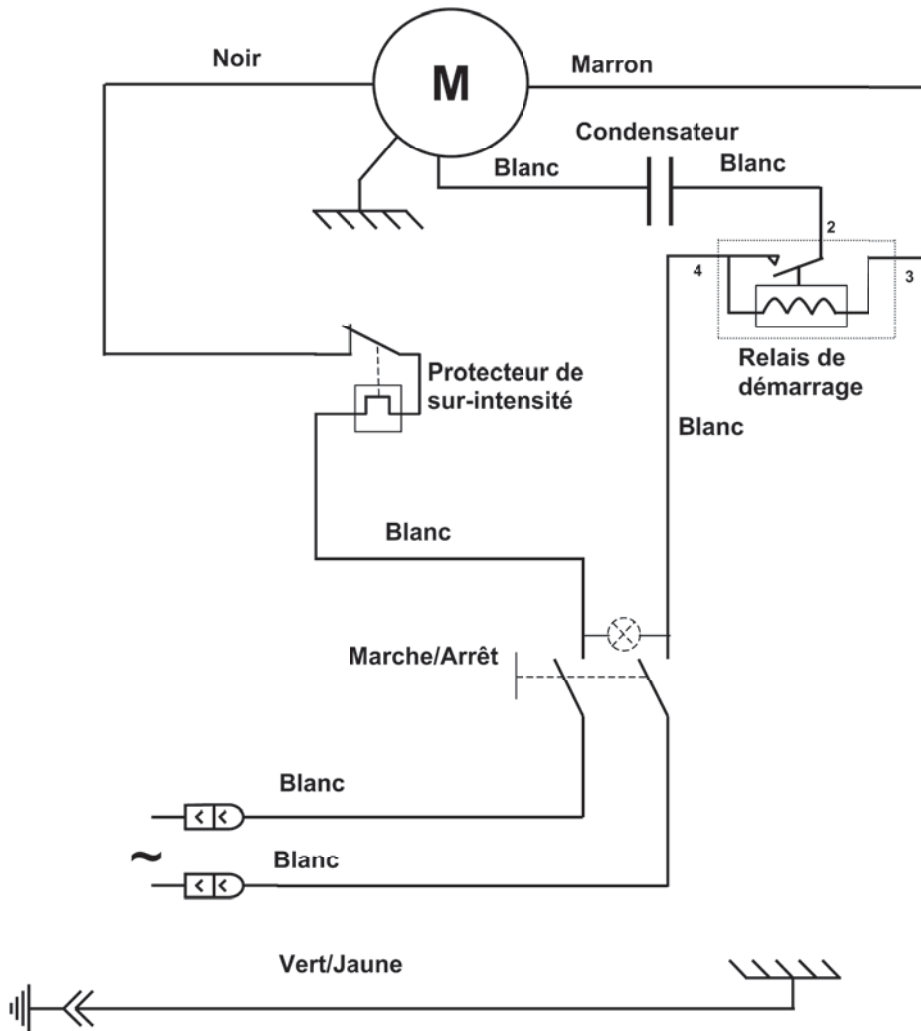 Noir
M
Marron
Condensateur
Blanc
Blanc
2
4
3
Relais de
démarrage
Protecteur de
sur-intensité
Blanc
Blanc
Marche/Arrêt
Blanc
~
Blanc
Vert/Jaune